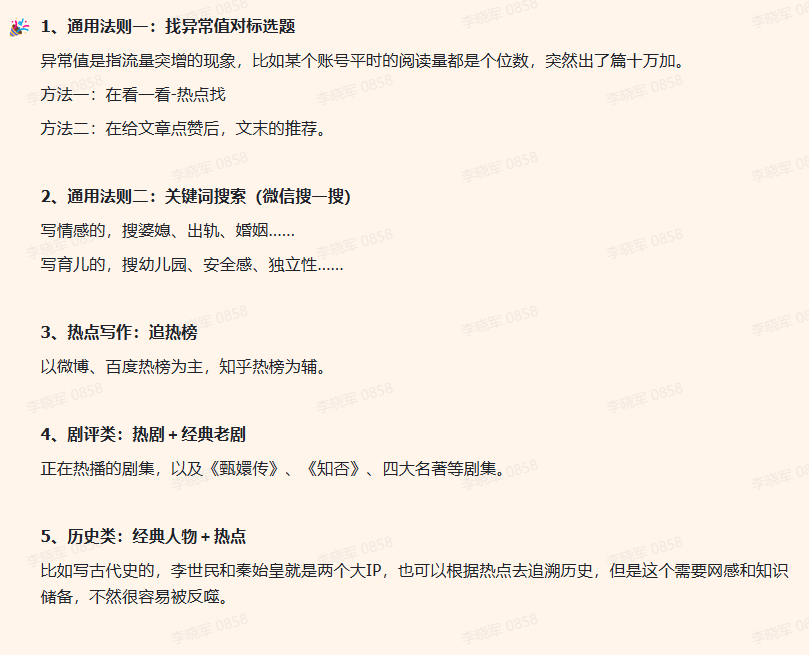 1、通用法则一：找异常值对标选题
异常值是指流量突增的现象，比如某个账号平时的阅读量都是个位数，突然出了篇十万加。
方法一：在看一看-热点找
方法二：在给文章点赞后，文末的推荐。
2、通用法则二：关键词搜索（微信搜一搜）
写情感的，搜婆媳、出轨、婚姻......
写育儿的，搜幼儿园、安全感、独立性......
3、热点写作：追热榜
以微博、百度热榜为主，知乎热榜为辅。
4、剧评类：热剧＋经典老剧
正在热播的剧集，以及《甄嬛传》、《知否》、四大名著等剧集。
5、历史类：经典人物＋热点
比如写古代史的，李世民和秦始皇就是两个大IP，也可以根据热点去追溯历史，但是这个需要网感和知识
储备，不然很容易被反噬。
李晓军 0858